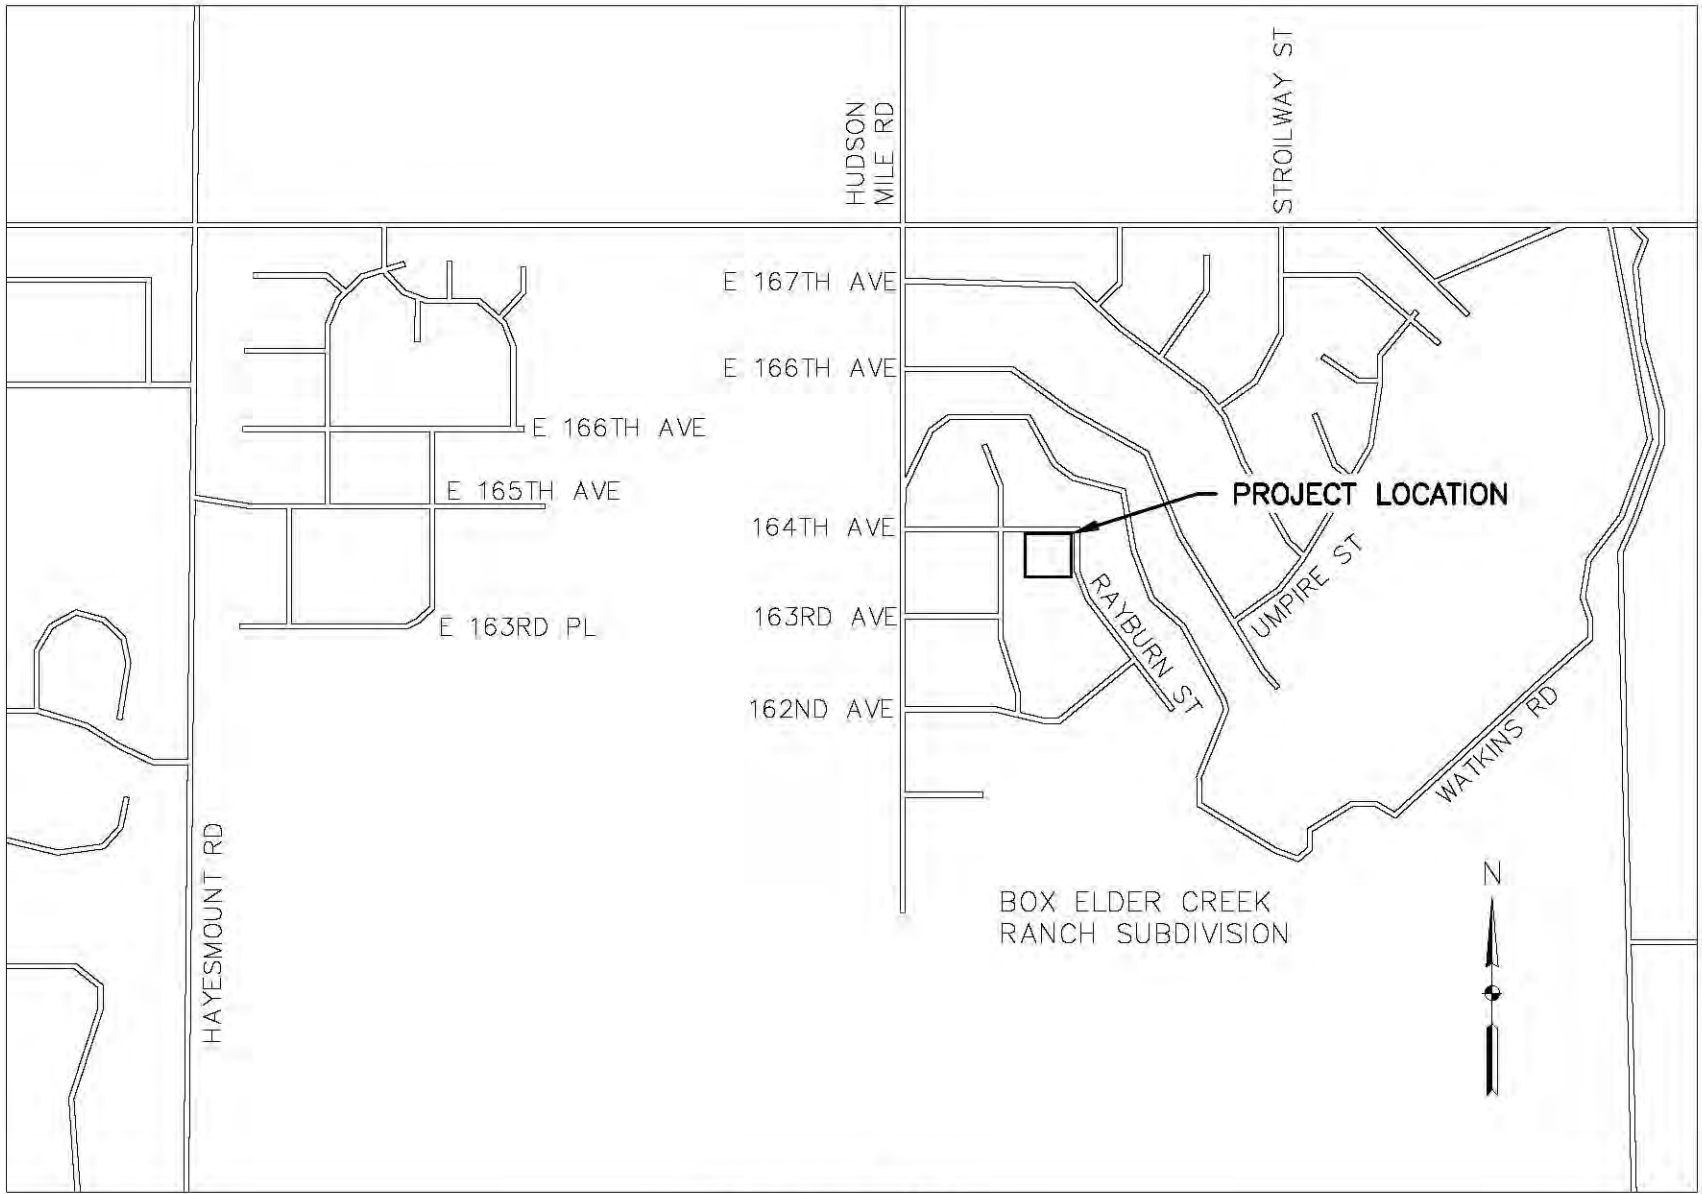 STROILWAY ST
HUDSON
MILE RD
E 167TH AVE
E 166TH AVE
E 166TH AVE
E 165TH AVE
PROJECT LOCATION
164TH AVE
UMPIRE ST
RAYBURN ST
163RD AVE
E 163RD PL
162ND AVE
WATKINS RD
HAYESMOUNT RD
N
BOX ELDER CREEK
RANCH SUBDIVISION